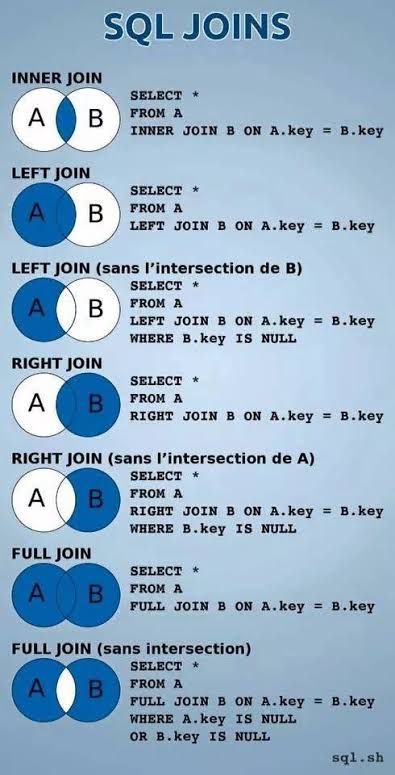 SQL JOINS
INNER JOIN
A B
SELECT *
FROM A
INNER JOIN B ON A.key = B.key
LEFT JOIN
A B
SELECT *
FROM A
LEFT JOIN B ON A.key = B.key
LEFT JOIN (sans l’intersection de B)
A B
SELECT *
FROM A
LEFT JOIN B ON A.key = B.key
WHERE B.key IS NULL
RIGHT JOIN
A B
SELECT *
FROM A
RIGHT JOIN B ON A.key = B.key
RIGHT JOIN (sans l’intersection de A)
A B
SELECT *
FROM A
RIGHT JOIN B ON A.key = B.key
WHERE B.key IS NULL
FULL JOIN
A B
SELECT *
FROM A
FULL JOIN B ON A.key = B.key
FULL JOIN (sans intersection)
A B
SELECT *
FROM A
FULL JOIN B ON A.key = B.key
WHERE A.key IS NULL
OR B.key IS NULL
sql.sh